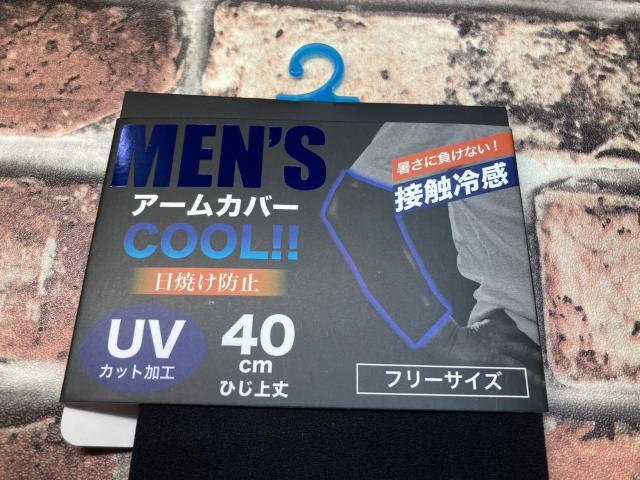 MEN'S
アームカバー
COOL!!
日焼け防止
UV
カット加工
40
cm
ひじ上丈
暑さに負けない!
接触冷感
フリーサイズ